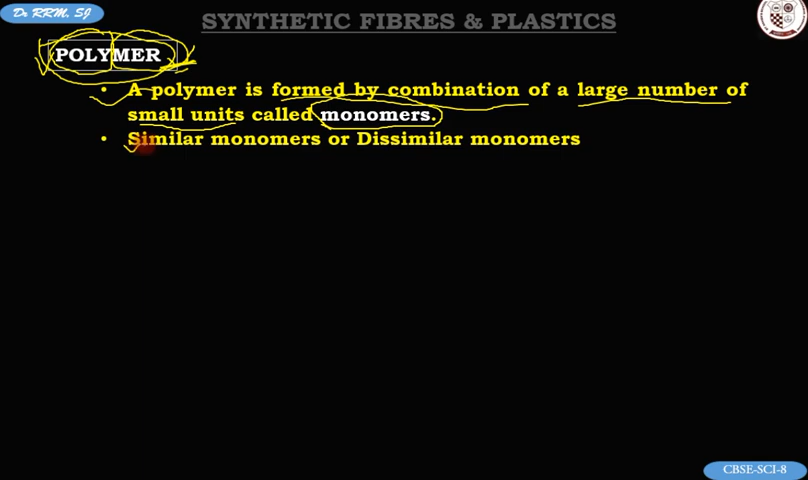 Dr RRM, SJ
SYNTHETIC FIBRES & PLASTICS
POLYMER
• A polymer is formed by combination of a large number of
small units called monomers.
• Similar monomers or Dissimilar monomers
CBSE-SCI-8